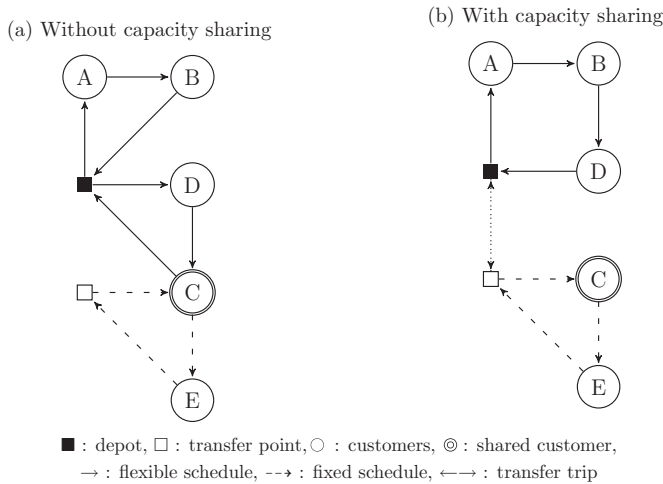 (a) Without capacity sharing
A
B
D
C
E
(b) With capacity sharing
A
B
D
C
E
■ : depot, □ : transfer point, ○ : customers, ◎ : shared customer,
→ : flexible schedule, --→ : fixed schedule, ←→ : transfer trip